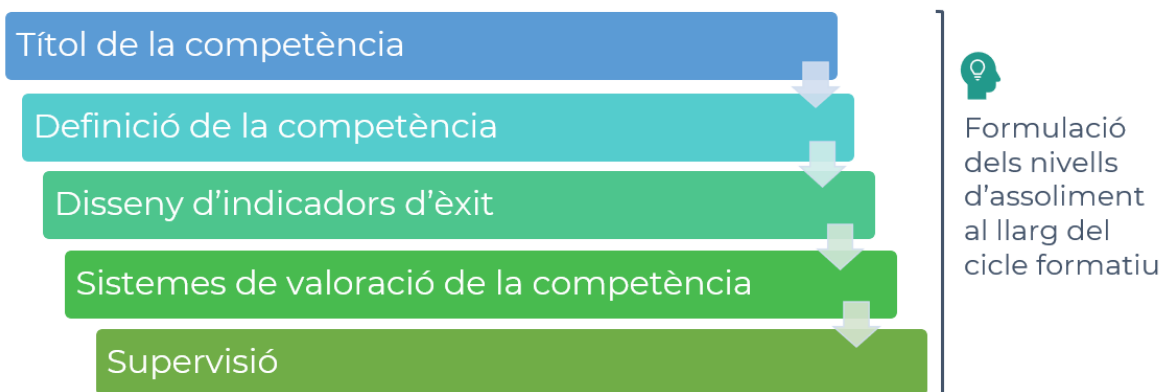 Títol de la competència
Definició de la competència
Disseny d’indicadors d’èxit
Sistemes de valoració de la competència
Supervisió
Formulació
dels nivells
d’assoliment
al llarg del
cicle formatiu